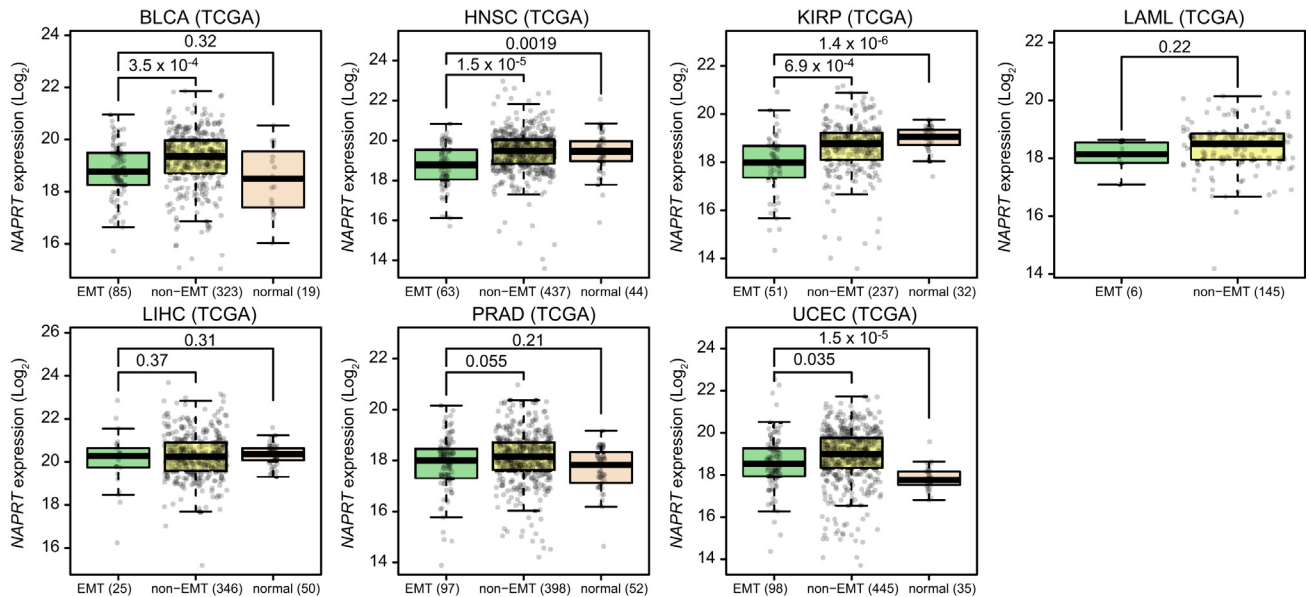 BLCA (TCGA)
NAPRT expression (Log2)
24
22
20
18
16
0.32
3.5 x 10-4
EMT (85)
non−EMT (323)
normal (19)
HNSC (TCGA)
NAPRT expression (Log2)
24
22
20
18
16
14
0.0019
1.5 x 10-5
EMT (63)
non−EMT (437)
normal (44)
KIRP (TCGA)
NAPRT expression (Log2)
22
20
18
16
14
1.4 x 10-6
6.9 x 10-4
EMT (51)
non−EMT (237)
normal (32)
LAML (TCGA)
NAPRT expression (Log2)
22
20
18
16
14
0.22
EMT (6)
non−EMT (145)
LIHC (TCGA)
NAPRT expression (Log2)
26
24
22
20
18
16
0.31
0.37
EMT (25)
non−EMT (346)
normal (50)
PRAD (TCGA)
NAPRT expression (Log2)
22
20
18
16
14
0.21
0.055
EMT (97)
non−EMT (398)
normal (52)
UCEC (TCGA)
NAPRT expression (Log2)
24
22
20
18
16
14
1.5 x 10-5
0.035
EMT (98)
non−EMT (445)
normal (35)